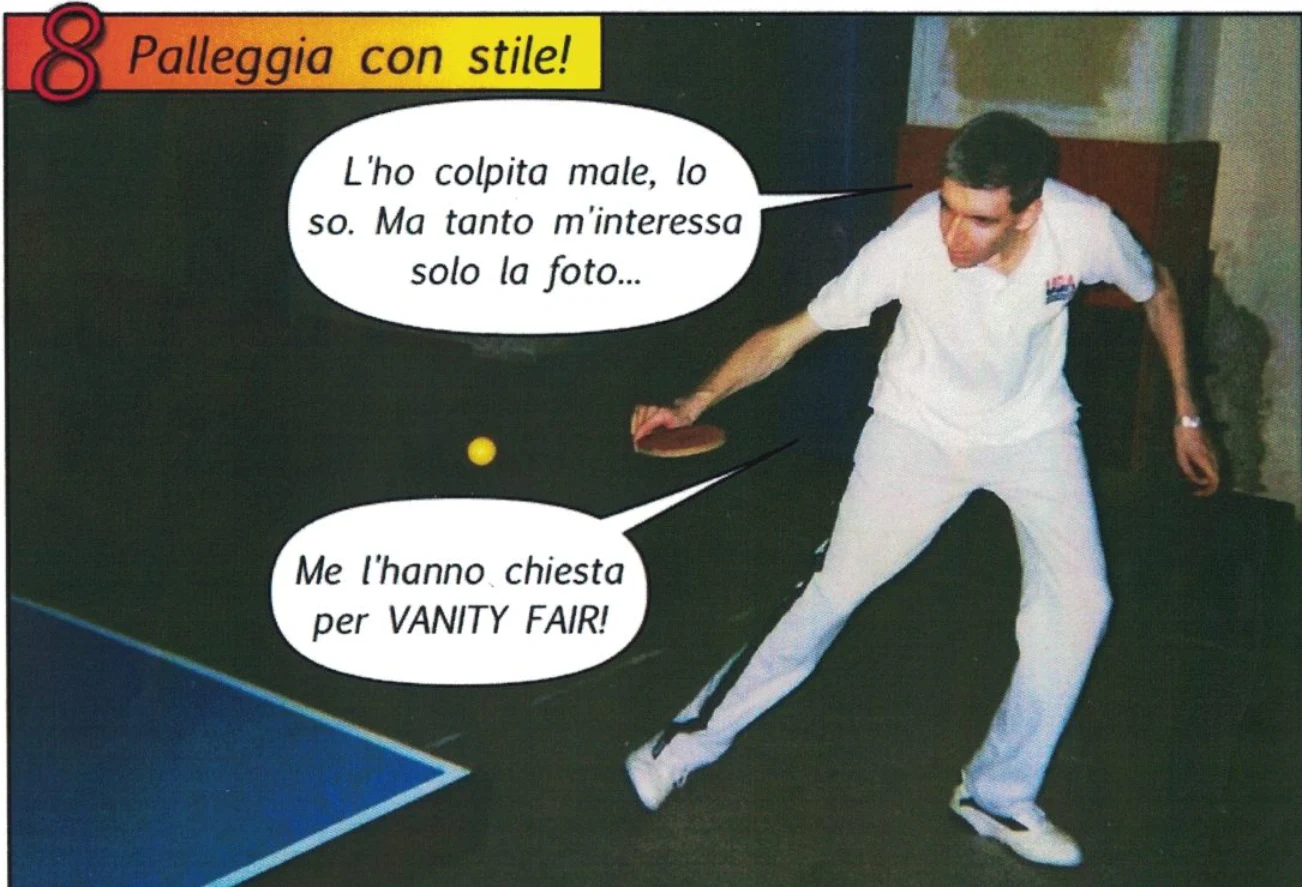 8 Palleggia con stile!
L'ho colpita male, lo
so. Ma tanto m'interessa
solo la foto...
USA
Me l'hanno chiesta
per VANITY FAIR!